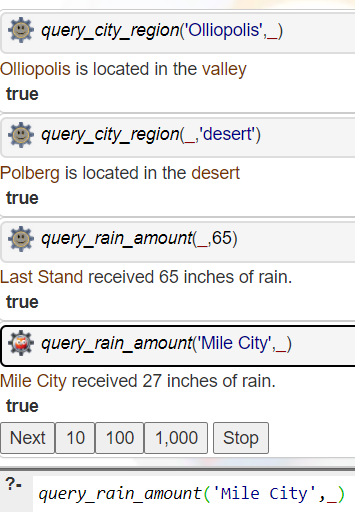 query_city_region('Olliopolis',_)
Olliopolis is located in the valley
true
query_city_region(_,'desert')
Polberg is located in the desert
true
query_rain_amount(_,65)
Last Stand received 65 inches of rain.
true
query_rain_amount('Mile City',_)
Mile City received 27 inches of rain.
true
Next 10 100 1,000 Stop
?- query_rain_amount('Mile City',_)